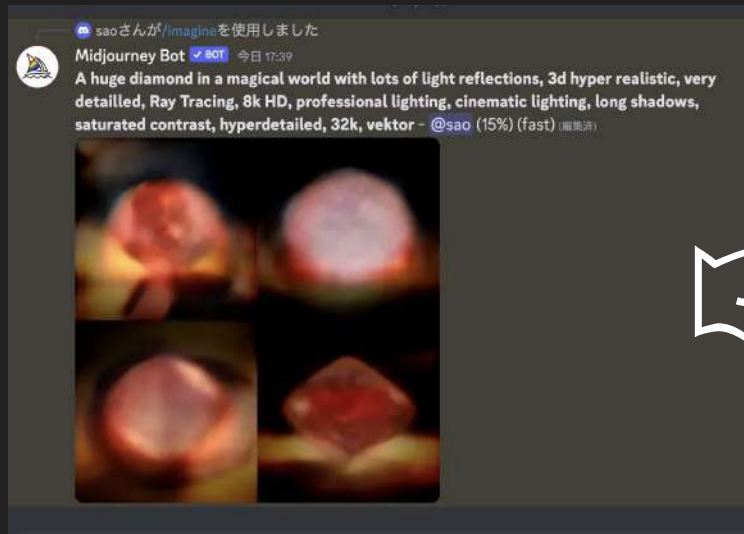 saoさんが/imagineを使用しました
Midjourney Bot ✓ BOT 今日 17:39
A huge diamond in a magical world with lots of light reflections, 3d hyper realistic, very
detailled, Ray Tracing, 8k HD, professional lighting, cinematic lighting, long shadows,
saturated contrast, hyperdetailed, 32k, vektor - @sao (15%) (fast) (編集済)